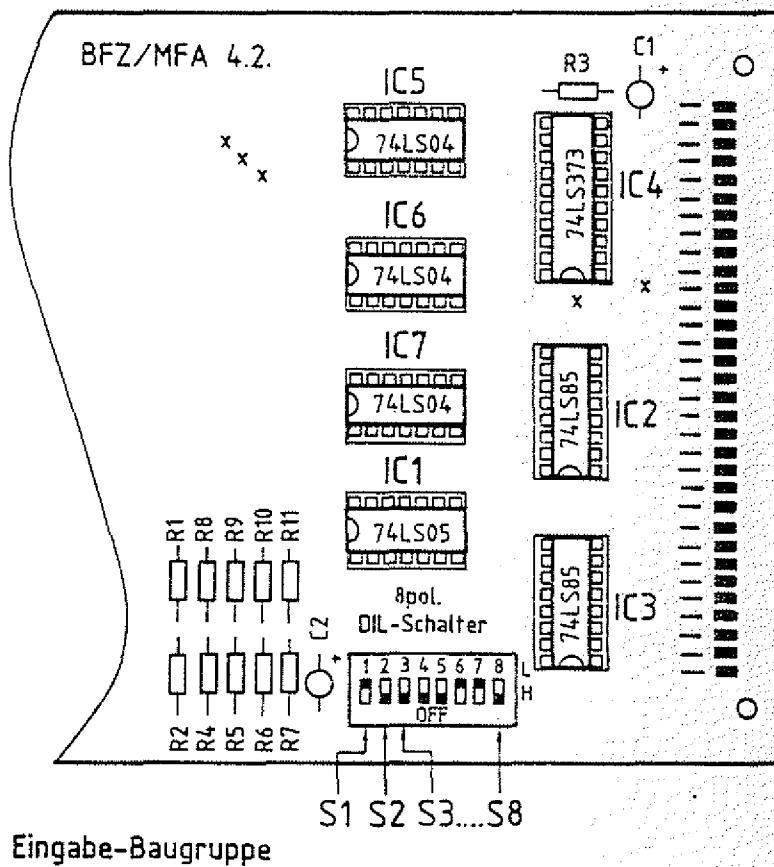 BFZ/MFA 4.2.
C1
+
R3
IC5
74LS04
74LS373
IC4
x
x
x
IC6
74LS04
x
x
IC7
74LS04
74LS85
IC2
IC1
74LS05
R1 R8 R9 R10 R11
74LS85
IC3
8pol.
DIL-Schalter
C2
+
1 2 3 4 5 6 7 8
L
H
OFF
R2 R4 R5 R6 R7
S1 S2 S3....S8
Eingabe-Baugruppe